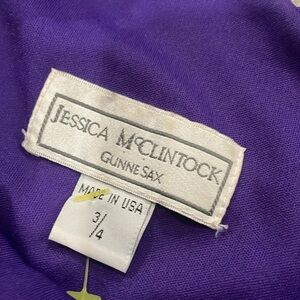 JESSICA McCLINTOCK
GUNNE SAX
MADE IN USA
3/
/4